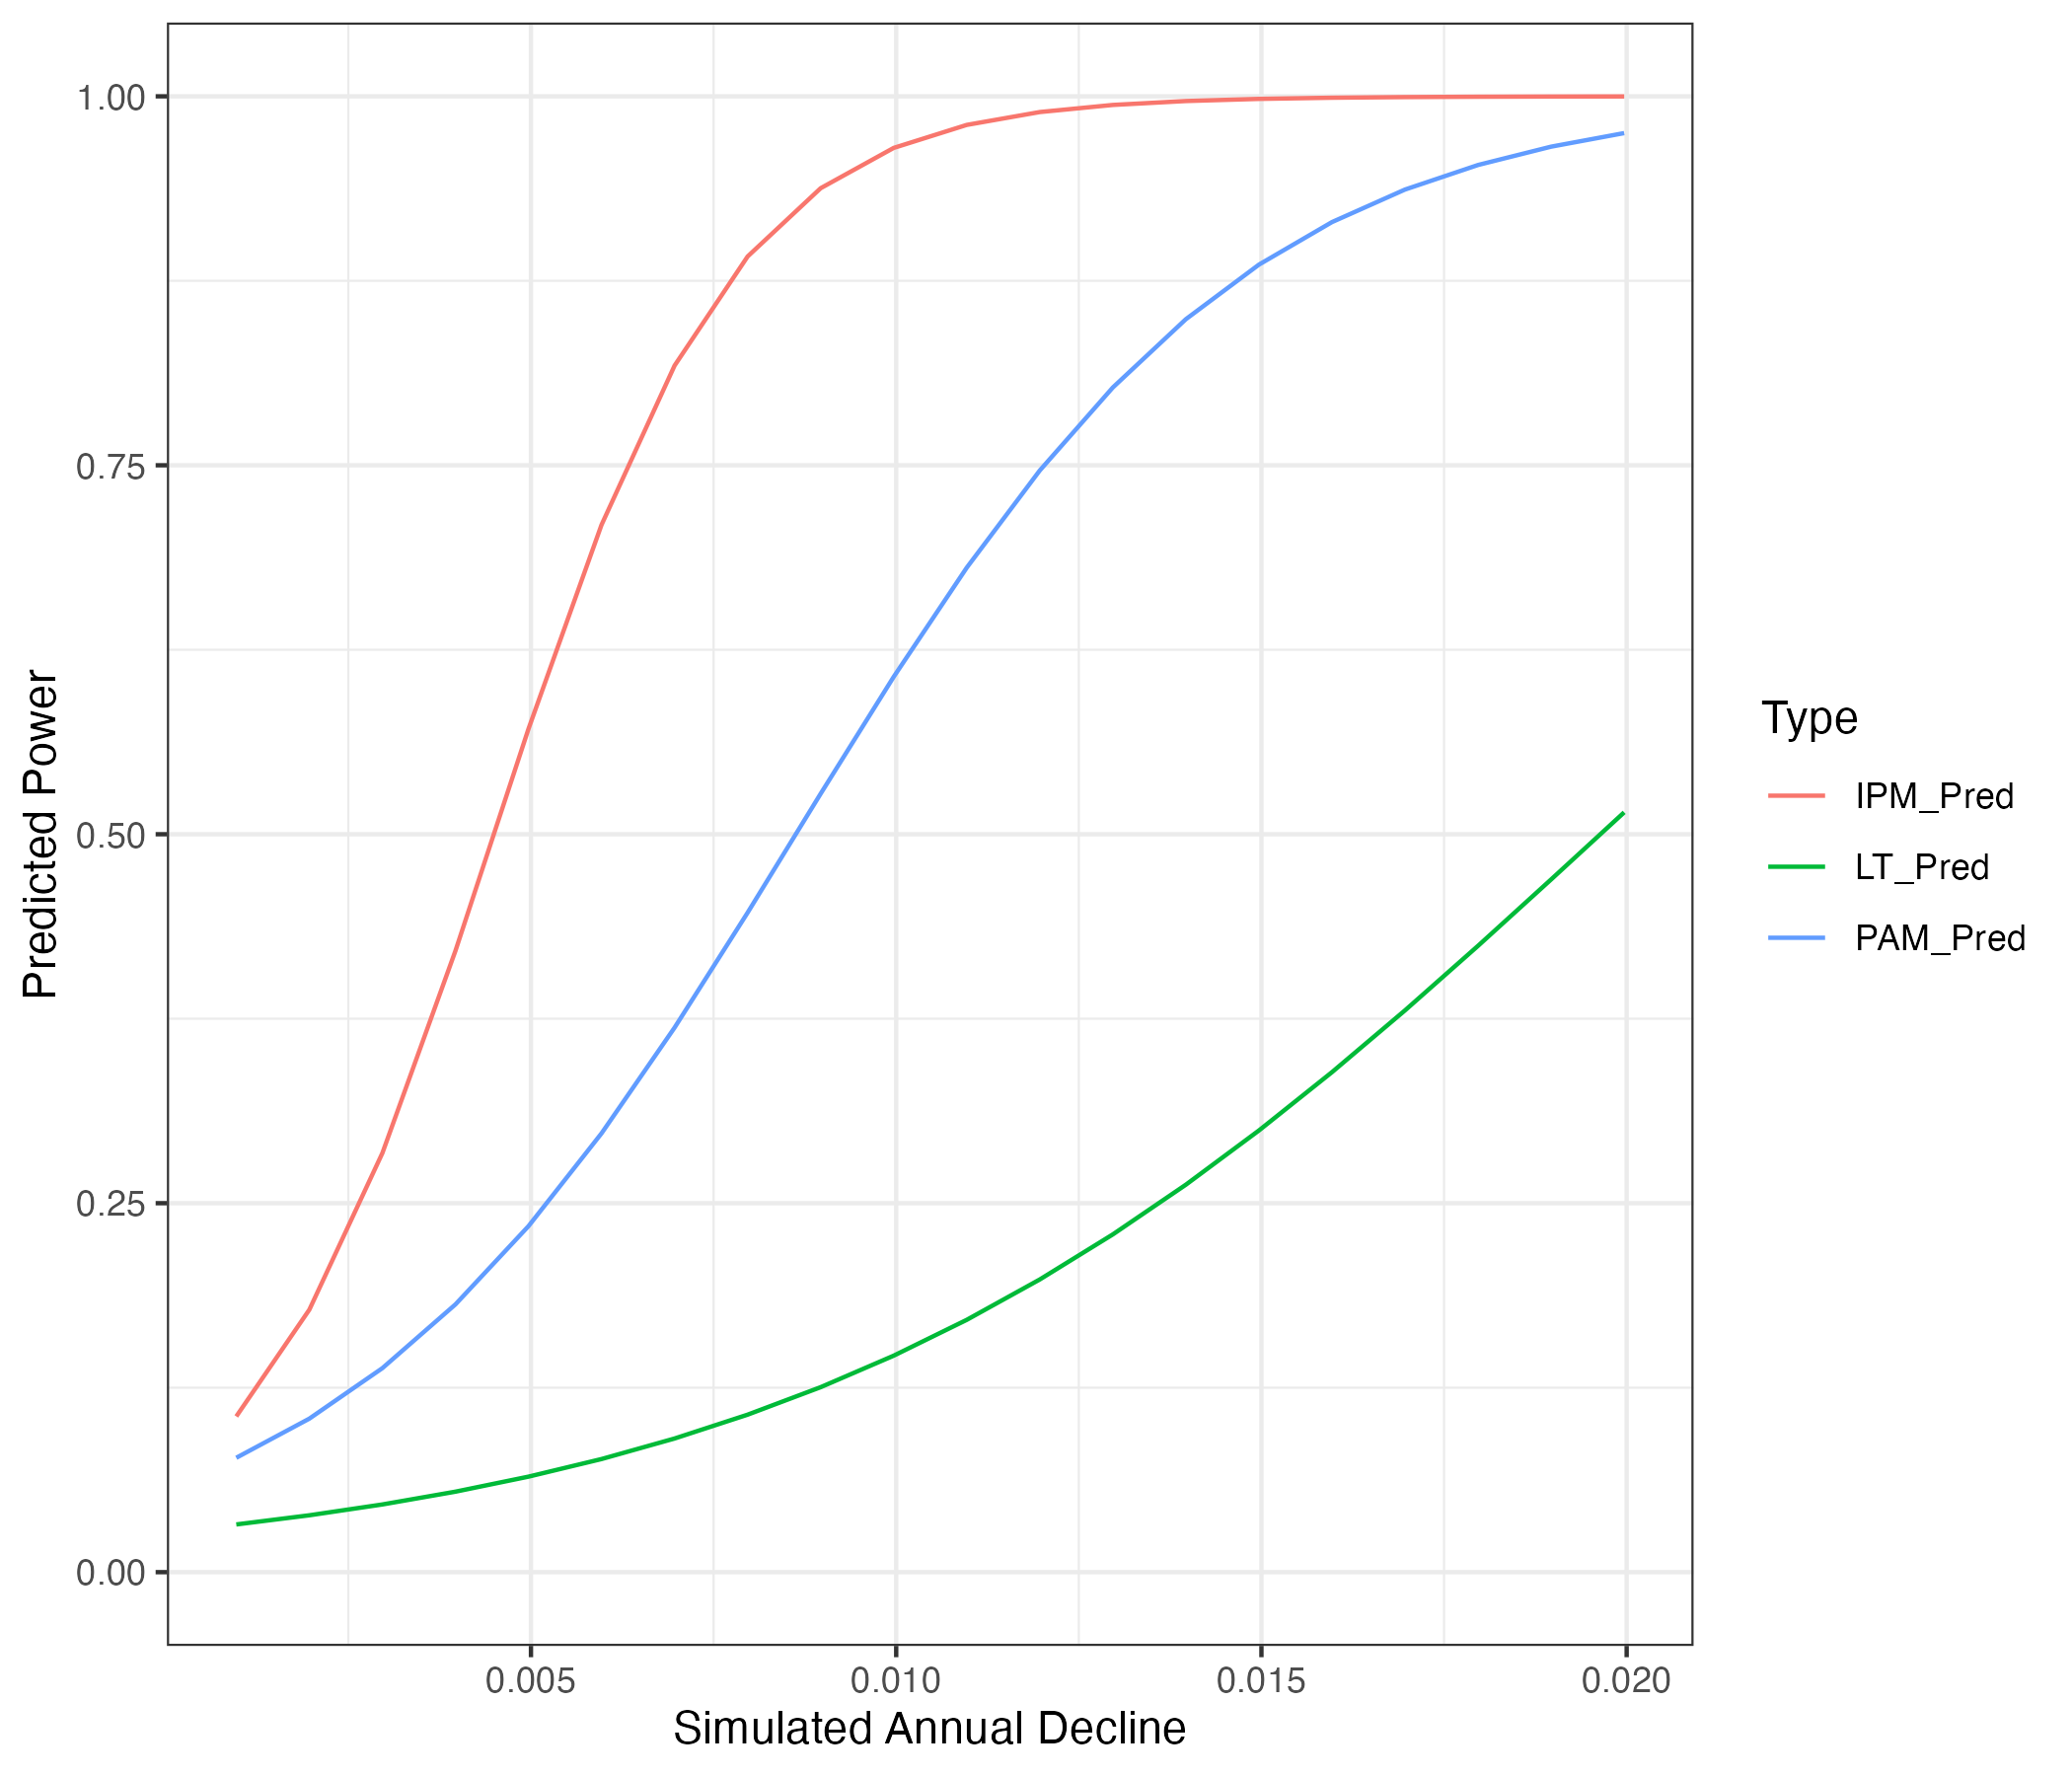 1.00
0.75
0.50
0.25
0.00
Predicted Power
0.005 0.010 0.015 0.020
Simulated Annual Decline
Type
IPM_Pred
LT_Pred
PAM_Pred